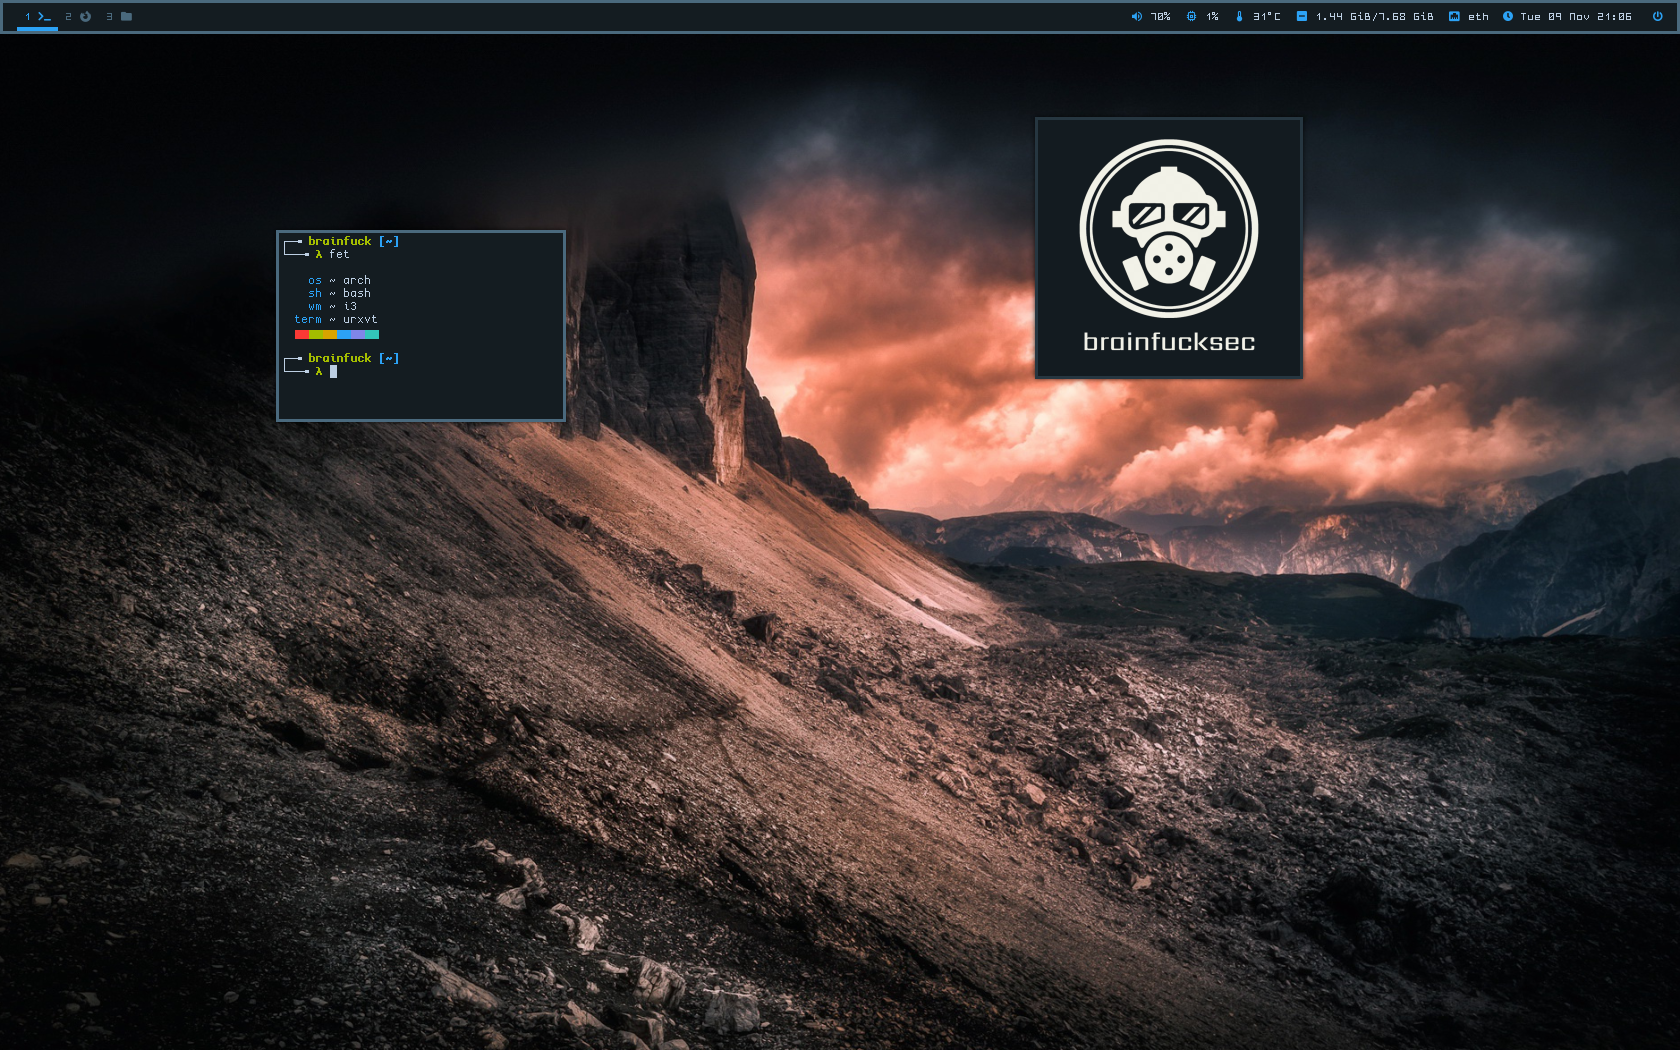 1 2 3 70% 1% 31°C 1.44 GiB/7.68 GiB eth Tue 09 Nov 21:06
brainfuck [~]
λ fet
os ~ arch
sh ~ bash
wm ~ i3
term ~ urxvt
brainfuck [~]
λ
brainfucksec